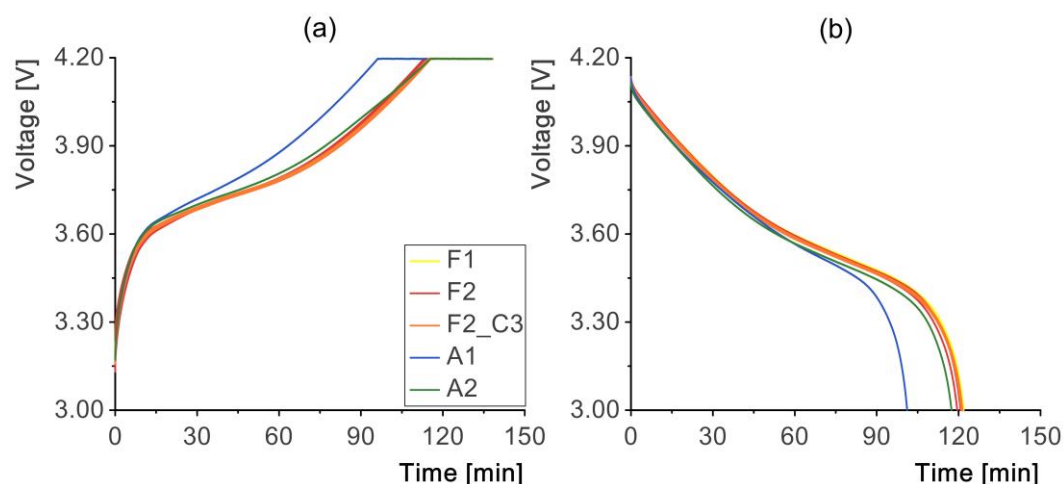 (a)
Voltage [V]
4.20
3.90
3.60
3.30
3.00
0 30 60 90 120 150
Time [min]
F1
F2
F2_C3
A1
A2
(b)
Voltage [V]
4.20
3.90
3.60
3.30
3.00
0 30 60 90 120 150
Time [min]